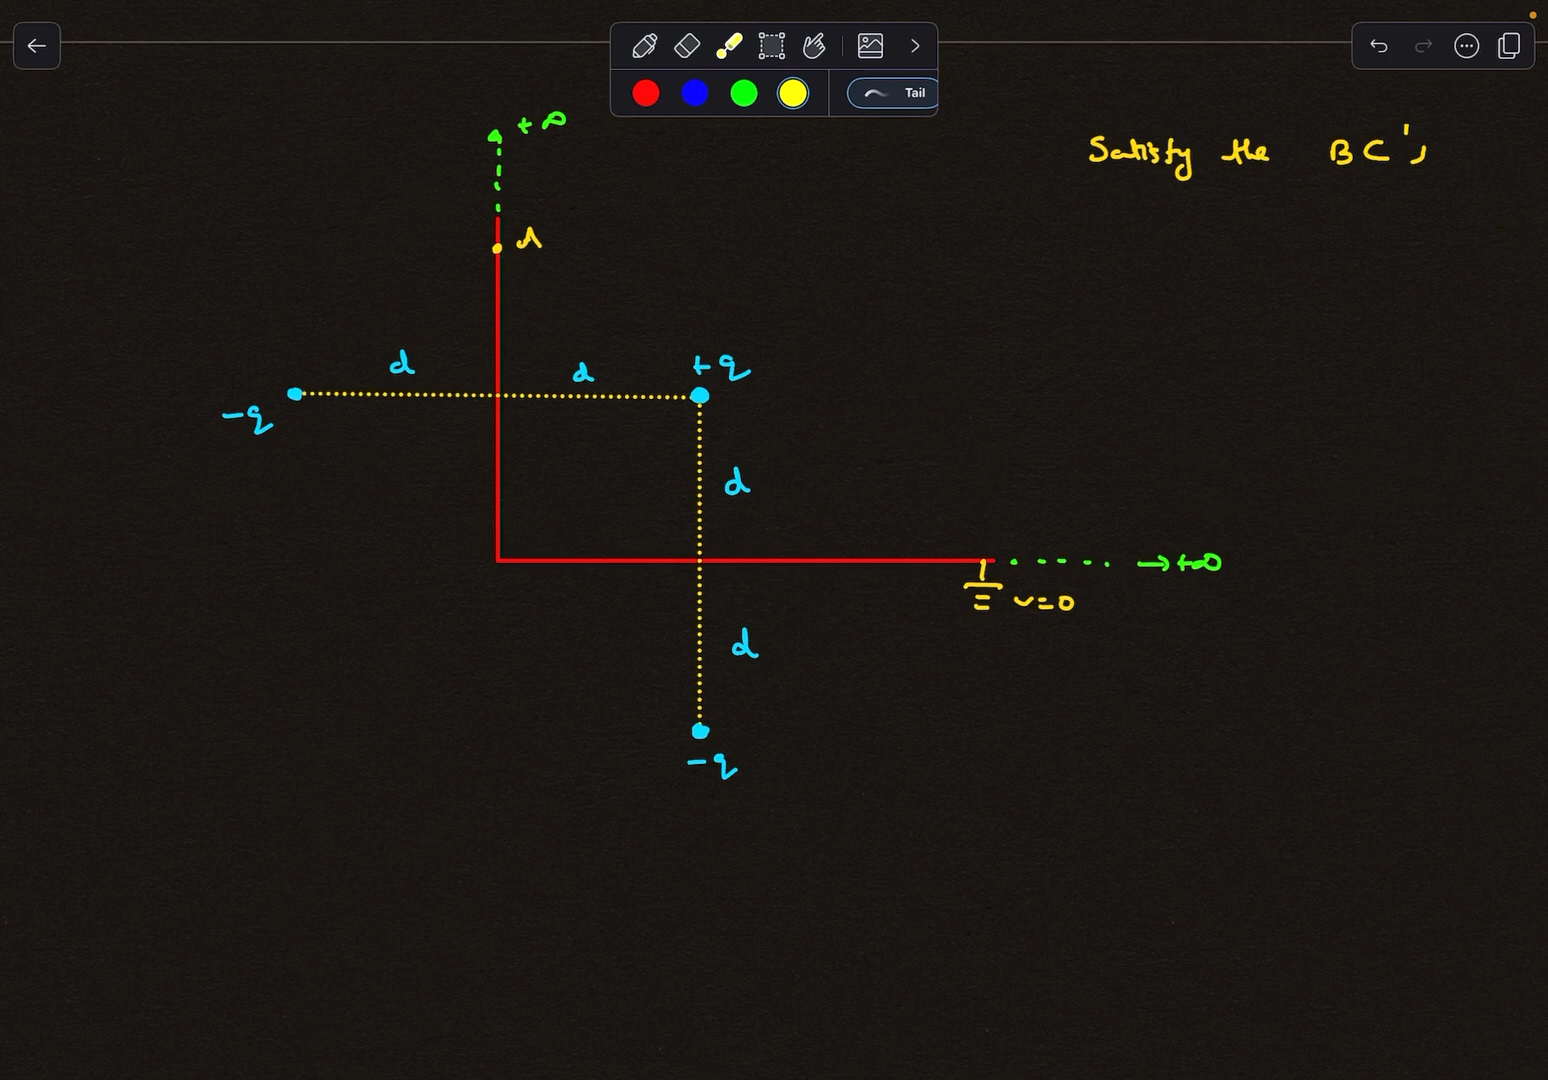 Tail
+∞
Satisfy the BC's
A
d
d
+q
-q
d
→+∞
v=0
d
-q